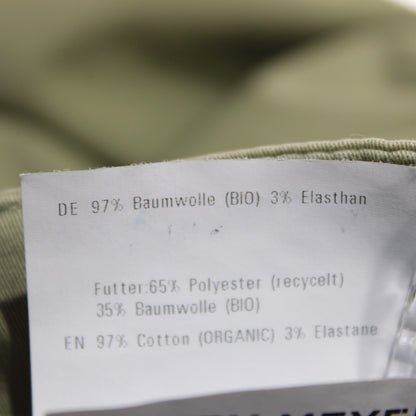 DE 97% Baumwolle (BIO) 3% Elasthan
Futter:65% Polyester (recycelt)
35% Baumwolle (BIO)
EN 97% Cotton (ORGANIC) 3% Elastane